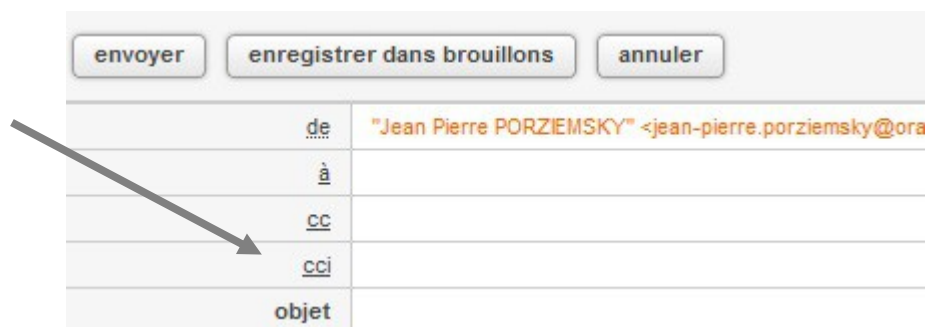 envoyer enregistrer dans brouillons annuler
de "Jean Pierre PORZIEMSKY" <jean-pierre.porziemsky@ora
à
cc
cci
objet